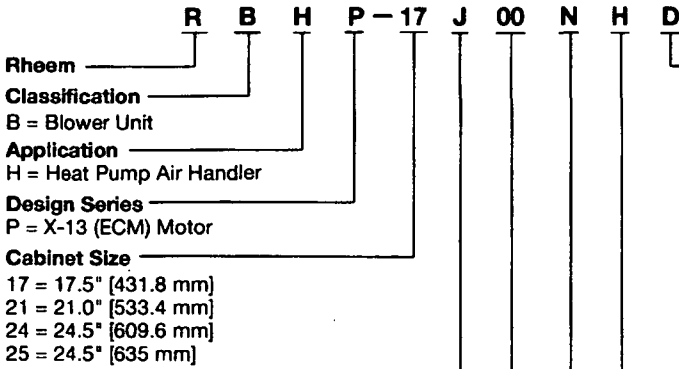 R B H P – 17 J 00 N H D
Rheem
Classification
B = Blower Unit
Application
H = Heat Pump Air Handler
Design Series
P = X-13 (ECM) Motor
Cabinet Size
17 = 17.5" [431.8 mm]
21 = 21.0" [533.4 mm]
24 = 24.5" [609.6 mm]
25 = 24.5" [635 mm]